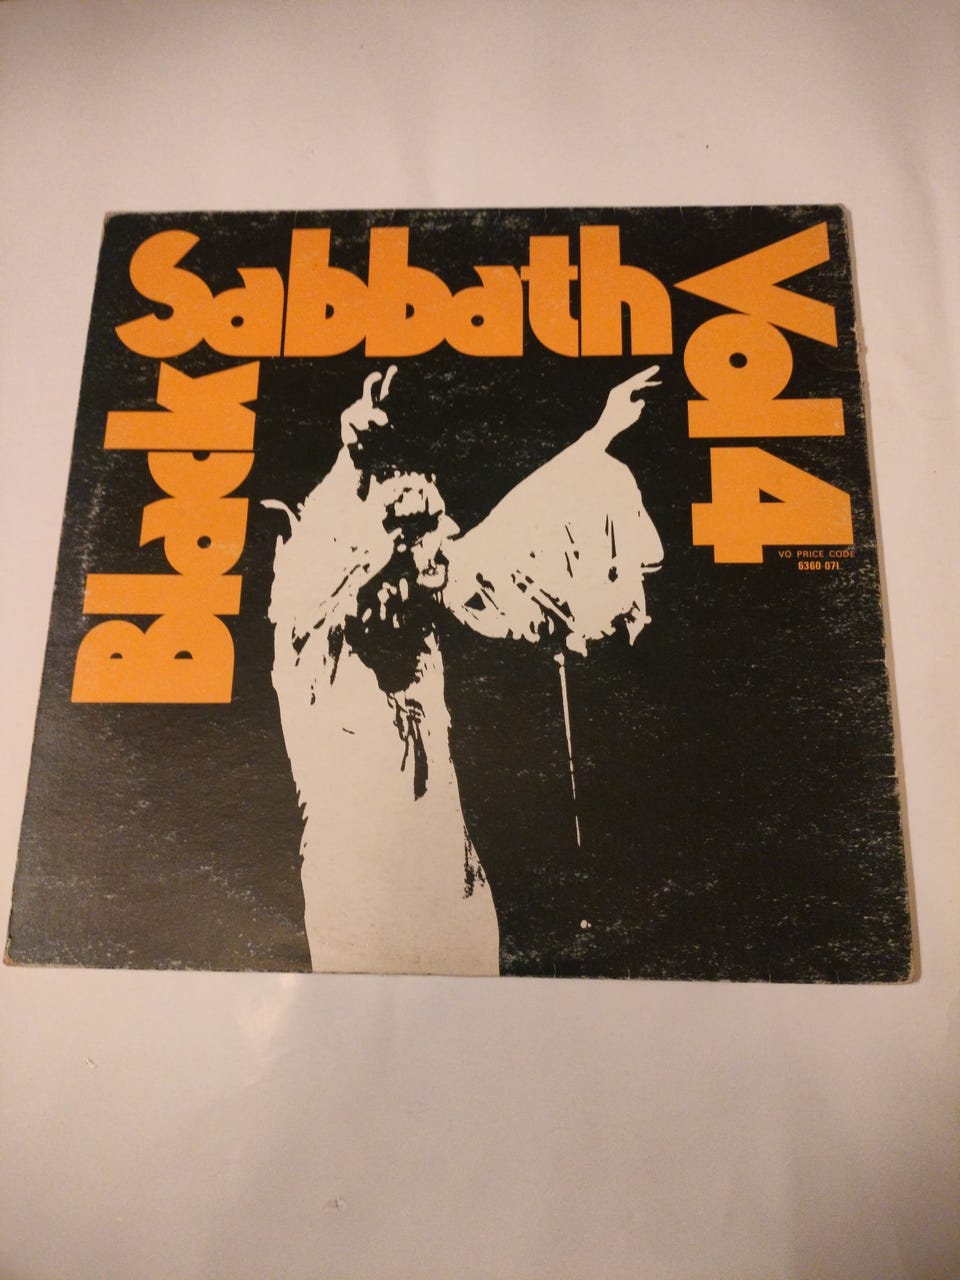 Black
Sabbath
Vol 4
VO PRICE CODE
6360 071